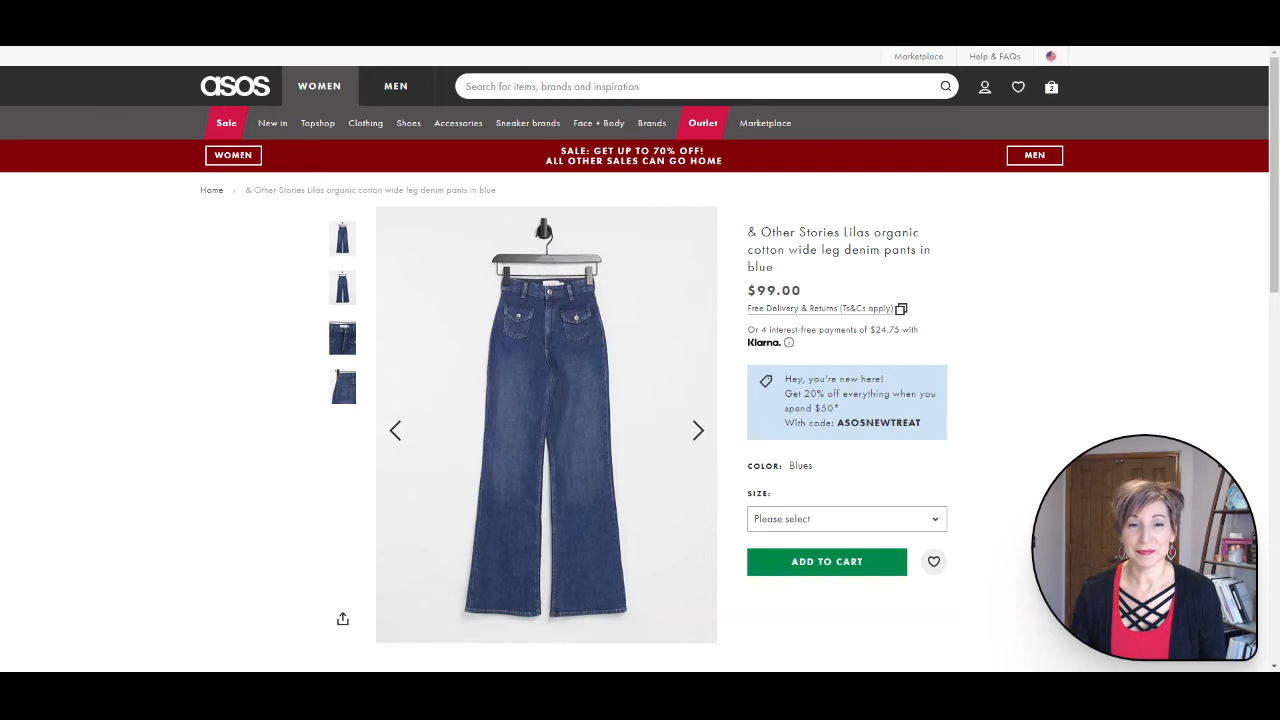 Marketplace
Help & FAQs
asos
WOMEN
MEN
Search for items, brands and inspiration
2
Sale
New in
Topshop
Clothing
Shoes
Accessories
Sneaker brands
Face + Body
Brands
Outlet
Marketplace
WOMEN
SALE: GET UP TO 70% OFF!
ALL OTHER SALES CAN GO HOME
MEN
Home › & Other Stories Lilas organic cotton wide leg denim pants in blue
& Other Stories Lilas organic
cotton wide leg denim pants in
blue
$99.00
Free Delivery & Returns (Ts&Cs apply)
Or 4 interest-free payments of $24.75 with
Klarna.
Hey, you're new here!
Get 20% off everything when you
spend $50*
With code: ASOSNEWTREAT
COLOR: Blues
SIZE:
Please select
ADD TO CART